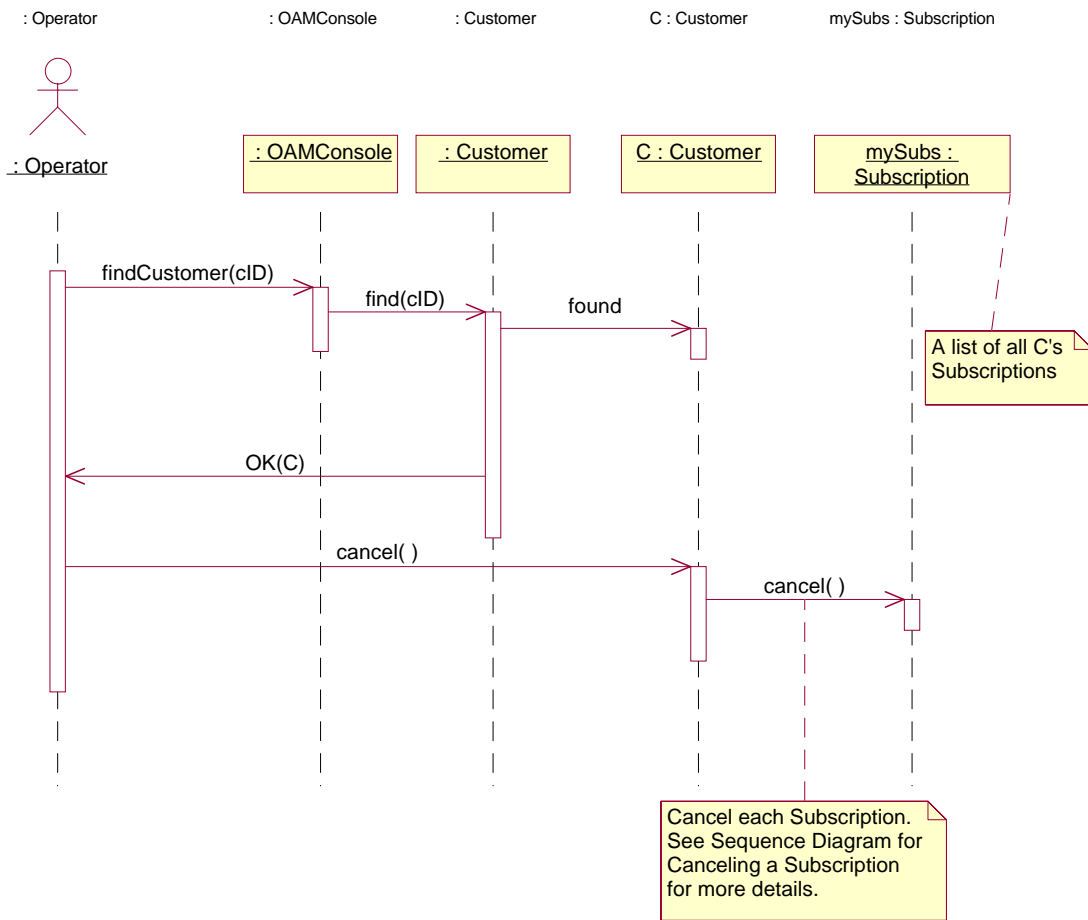 : Operator
: OAMConsole
: Customer
C : Customer
mySubs : Subscription
: Operator
: OAMConsole
: Customer
C : Customer
mySubs :
Subscription
findCustomer(cID)
find(cID)
found
A list of all C's
Subscriptions
OK(C)
cancel( )
cancel( )
Cancel each Subscription.
See Sequence Diagram for
Canceling a Subscription
for more details.